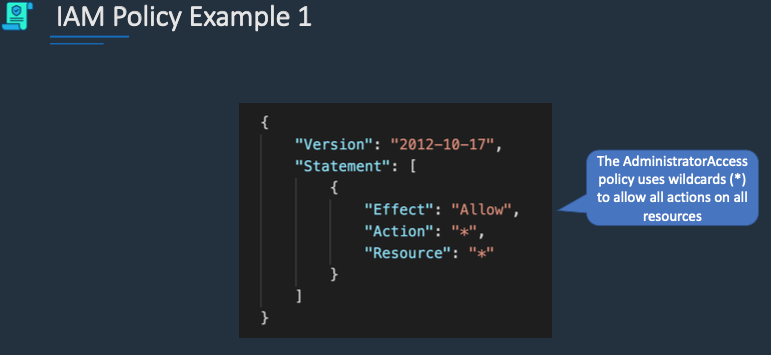 IAM Policy Example 1
{
"Version": "2012-10-17",
"Statement": [
{
"Effect": "Allow",
"Action": "*",
"Resource": "*"
}
]
}
The AdministratorAccess
policy uses wildcards (*)
to allow all actions on all
resources